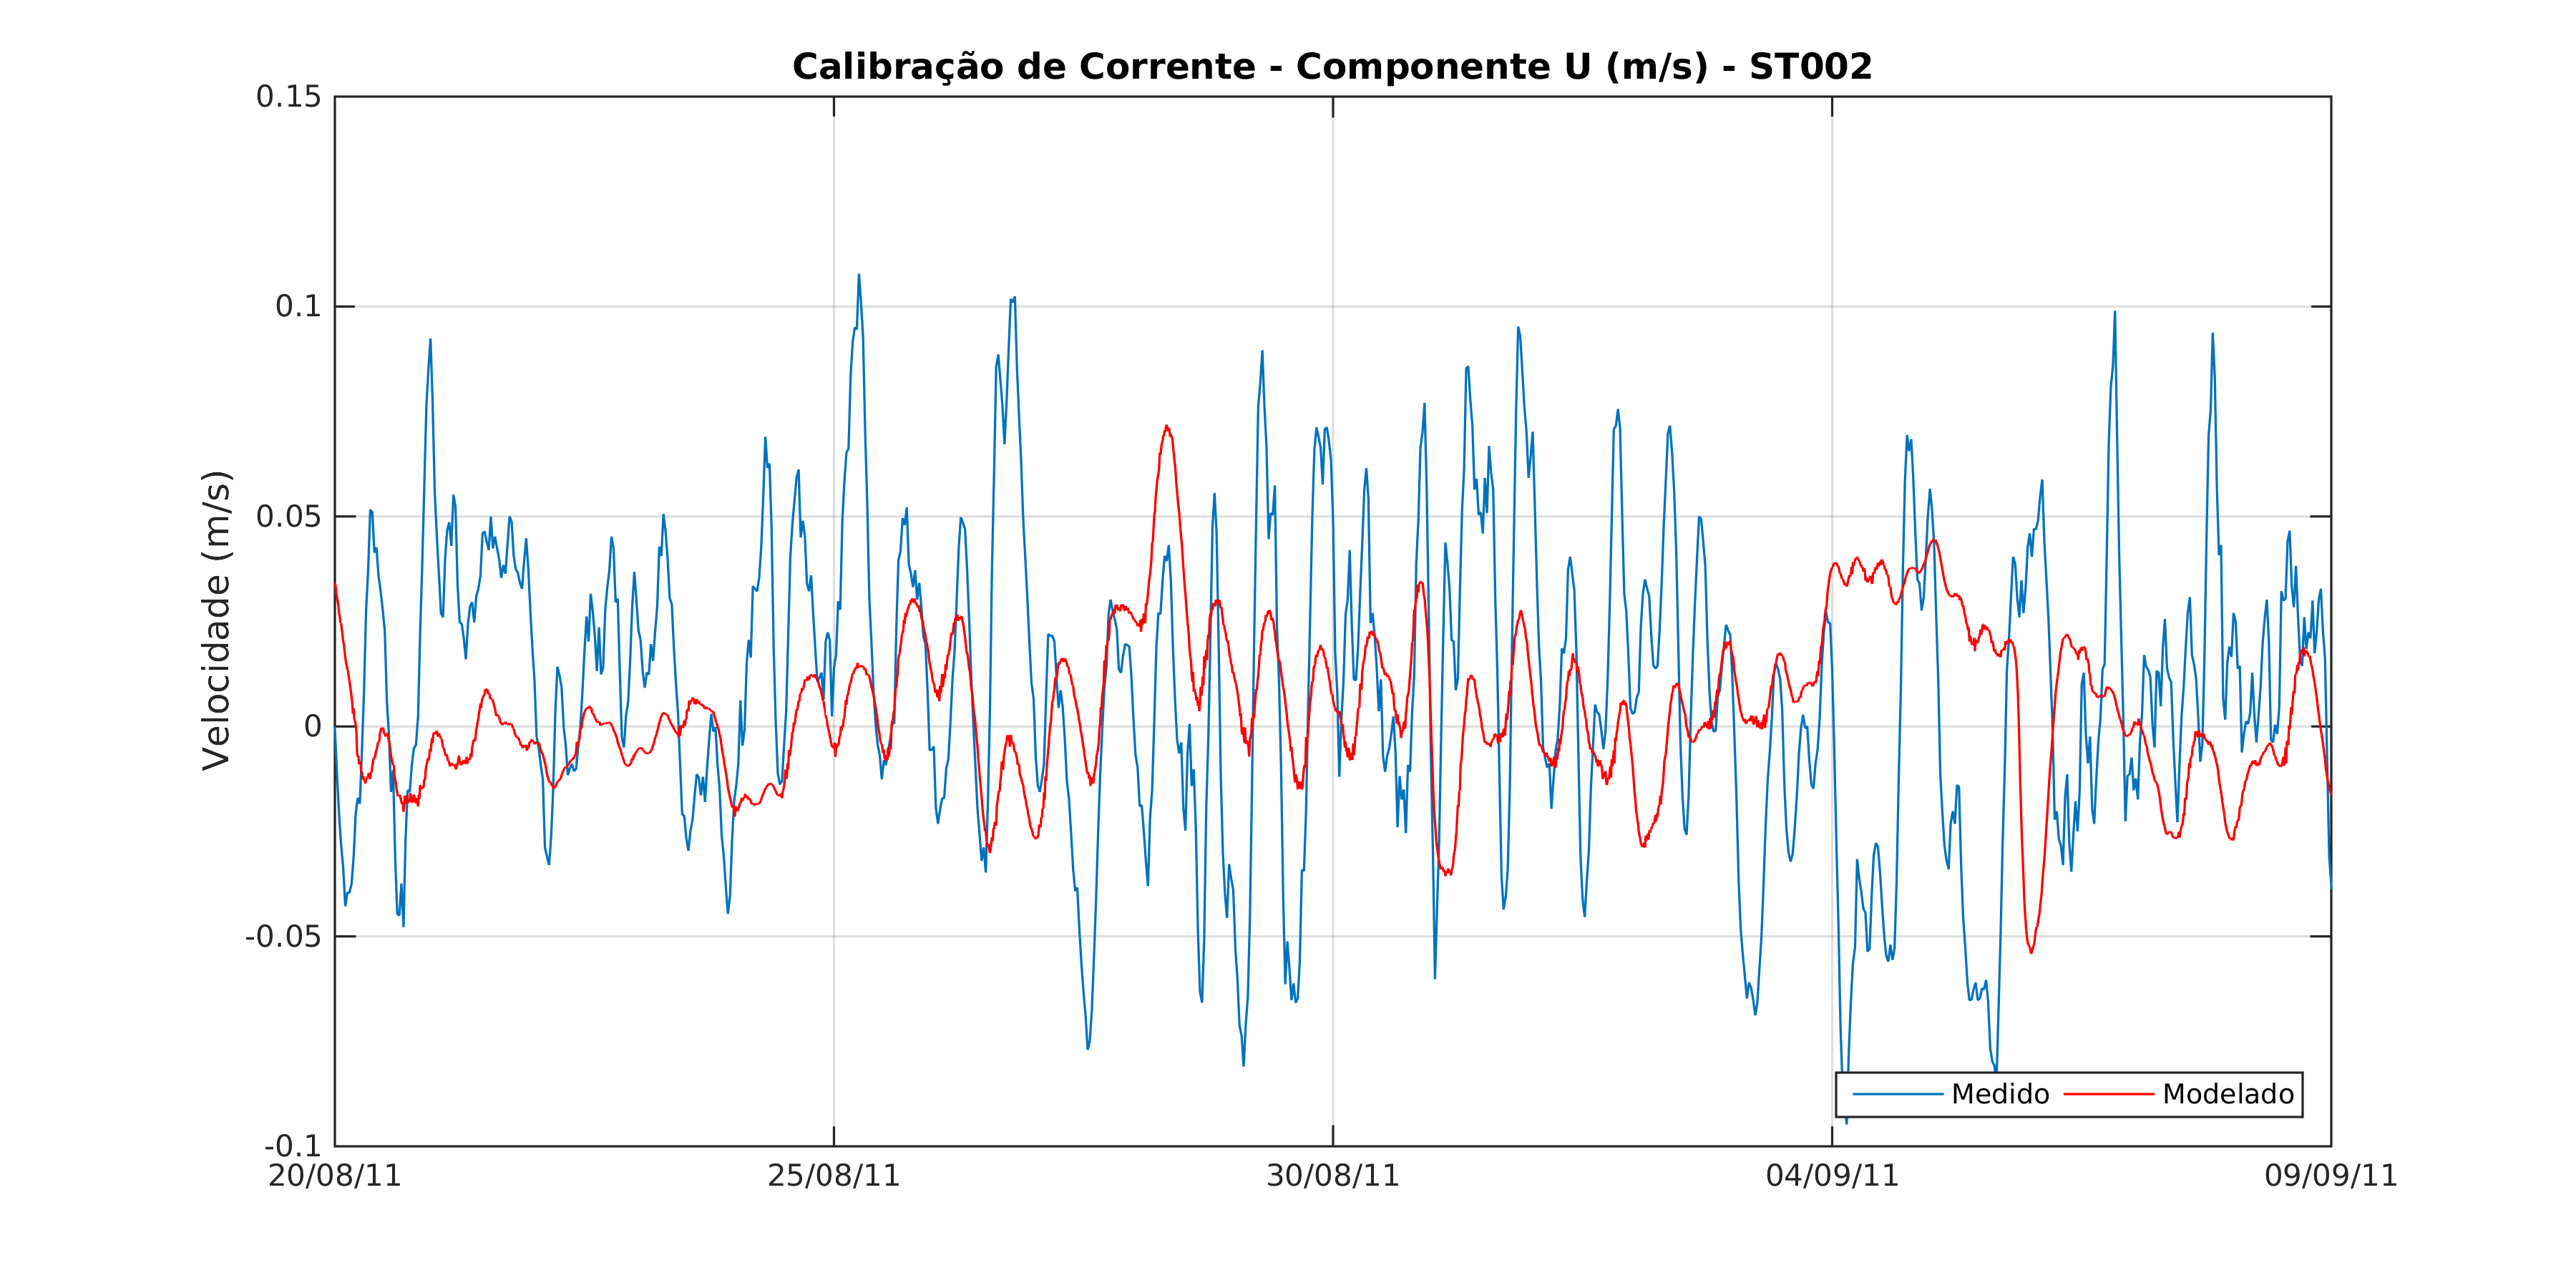 Calibração de Corrente - Componente U (m/s) - ST002
0.15
0.1
0.05
0
-0.05
-0.1
Velocidade (m/s)
20/08/11 25/08/11 30/08/11 04/09/11 09/09/11
Medido Modelado